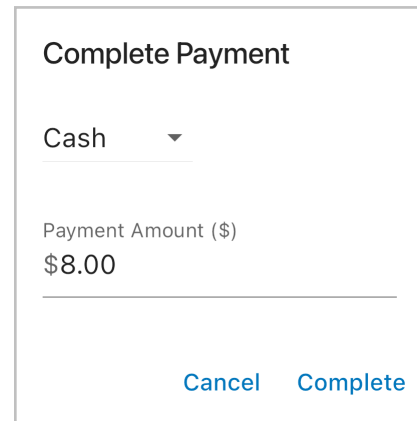 Complete Payment
Cash
Payment Amount ($)
$8.00
Cancel Complete